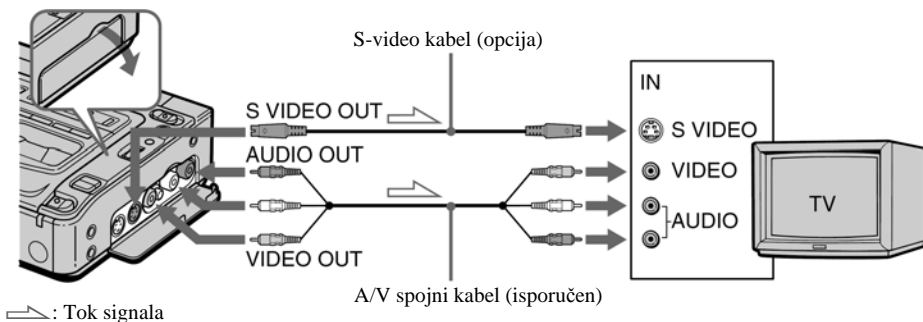 S-video kabel (opcija)
IN
S VIDEO OUT
S VIDEO
AUDIO OUT
VIDEO
TV
AUDIO
VIDEO OUT
A/V spojni kabel (isporučen)
: Tok signala